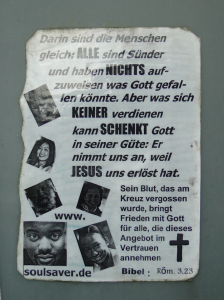 Darin sind die Menschen
gleich: ALLE sind Sünder
und haben NICHTS auf-
zuweisen was Gott gefal-
len könnte. Aber was sich
KEINER verdienen
kann SCHENKT Gott
in seiner Güte: Er
nimmt uns an, weil
JESUS uns erlöst hat.
Sein Blut, das am
Kreuz vergossen
wurde, bringt
Frieden mit Gott
für alle, die dieses
Angebot im
Vertrauen
annehmen
www.
soulsaver.de
Bibel: Röm. 3.23